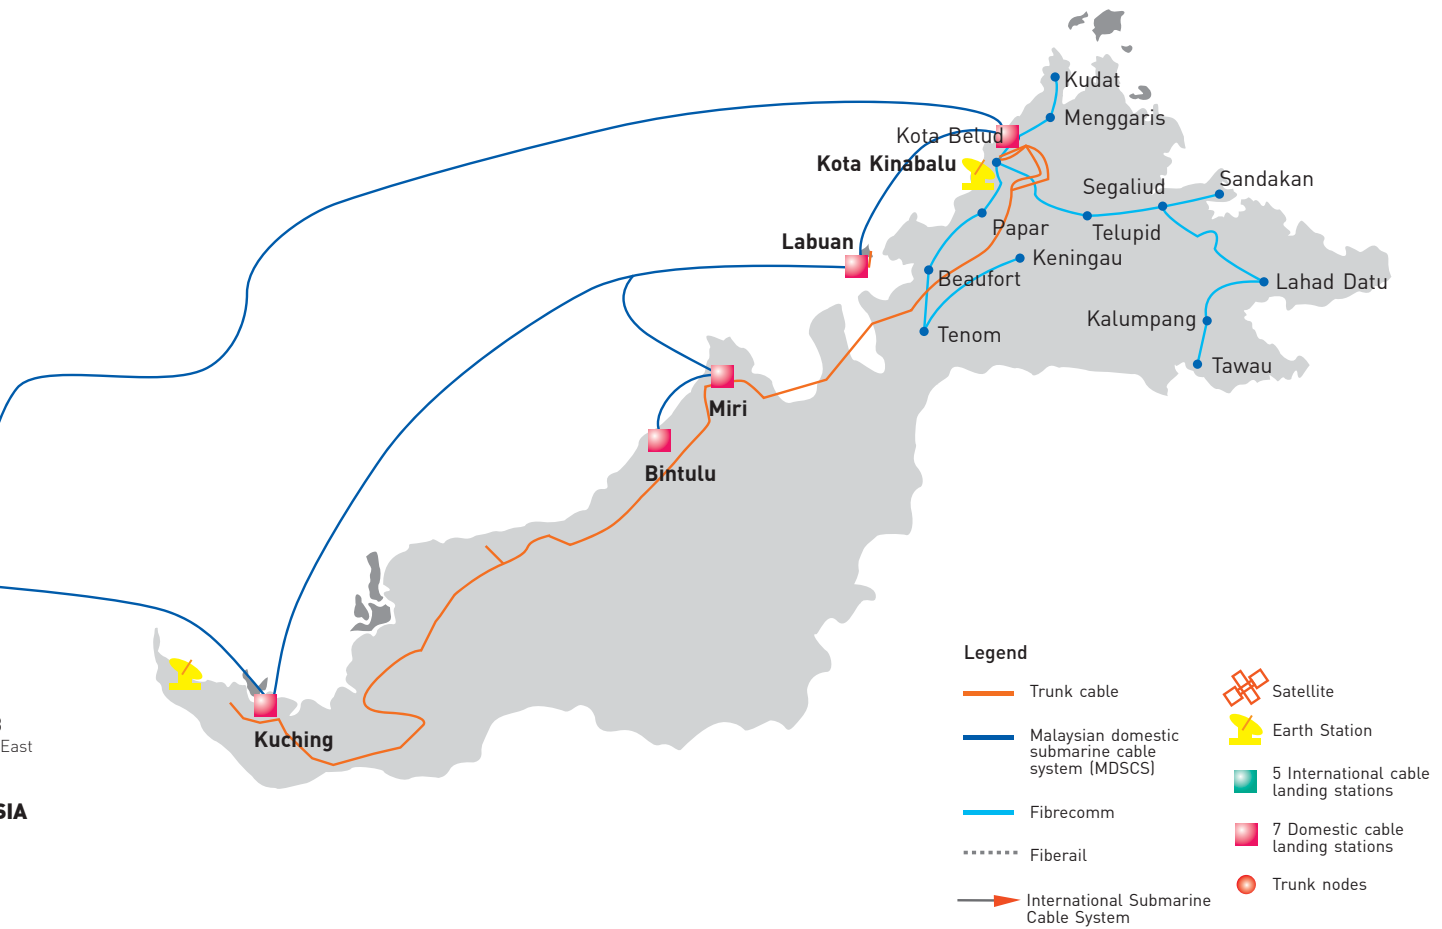 Kudat
Menggaris
Kota Belud
Kota Kinabalu
Segaliud
Sandakan
Papar
Telupid
Labuan
Keningau
Beaufort
Lahad Datu
Kalumpang
Tenom
Tawau
Miri
Bintulu
Kuching
East
SIA
Legend
Trunk cable
Malaysian domestic
submarine cable
system (MDSCS)
Fibrecomm
Fiberail
International Submarine
Cable System
Satellite
Earth Station
5 International cable
landing stations
7 Domestic cable
landing stations
Trunk nodes